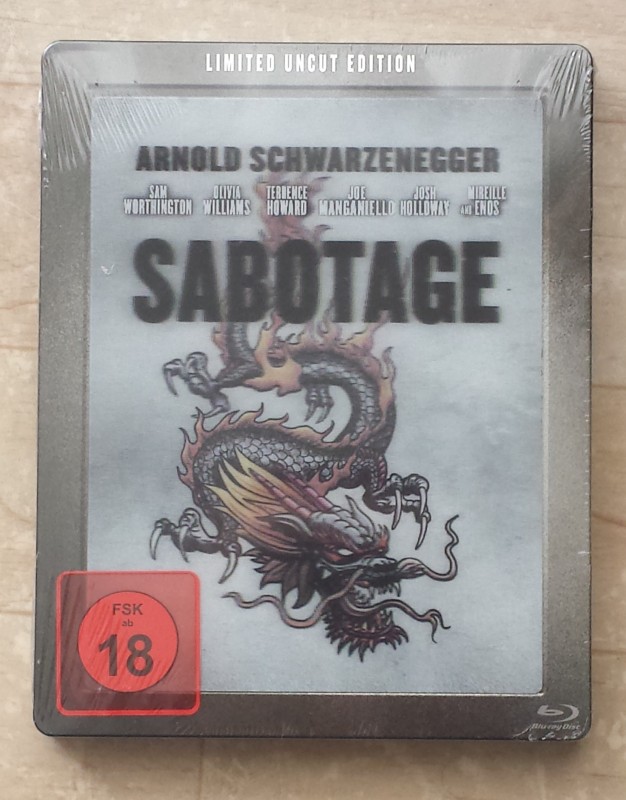 LIMITED UNCUT EDITION
ARNOLD SCHWARZENEGGER
SAM WORTHINGTON OLIVIA WILLIAMS TERRENCE HOWARD JOE MANGANIELLO JOSH HOLLOWAY AND MIREILLE ENOS
SABOTAGE
FSK
ab
18
Blu-ray Disc